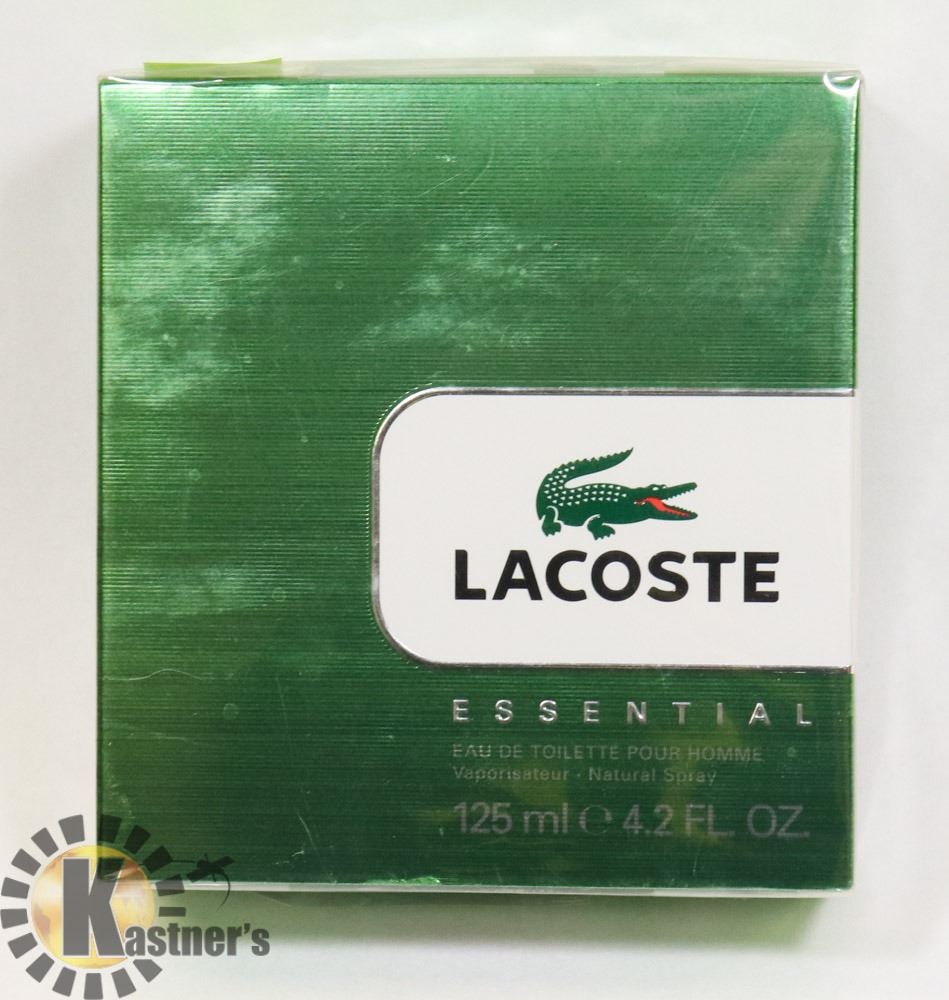 LACOSTE
ESSENTIAL
EAU DE TOILETTE POUR HOMME
Vaporisateur · Natural Spray
125 ml ℮ 4.2 FL. OZ.
Kastner's